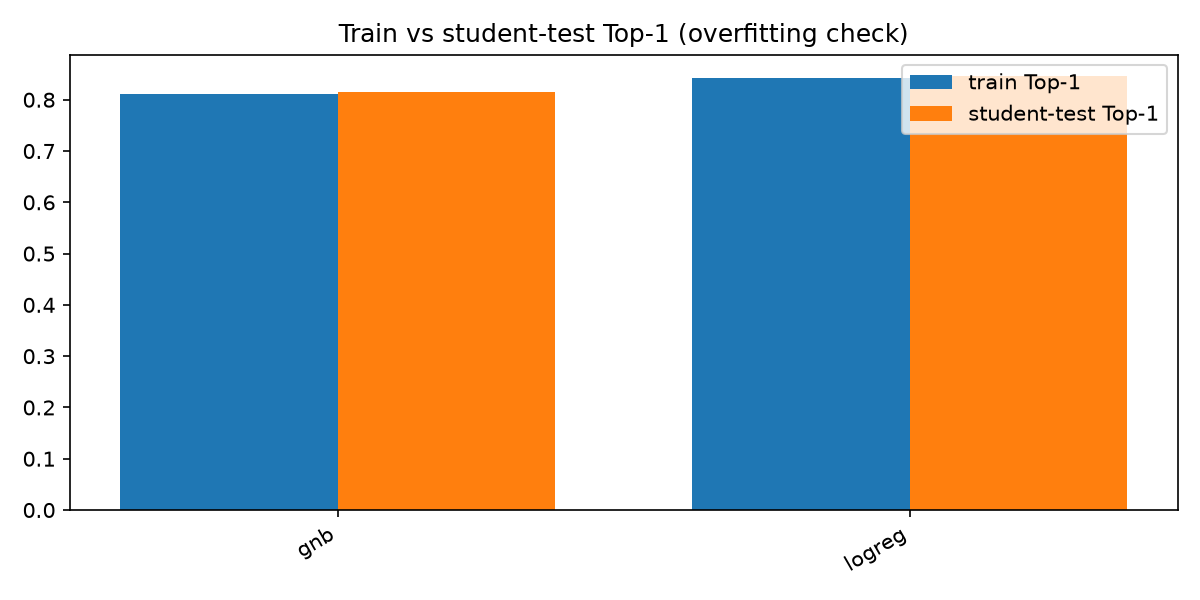 Train vs student-test Top-1 (overfitting check)
train Top-1
student-test Top-1
0.8
0.7
0.6
0.5
0.4
0.3
0.2
0.1
0.0
gnb
logreg